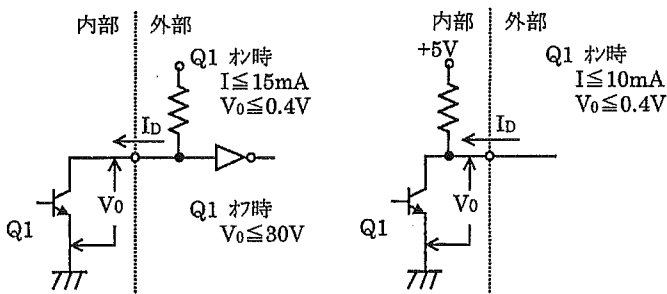 内部 外部
Q1 オン時
I≦15mA
V0≦0.4V
ID
V0
Q1
Q1 オフ時
V0≦30V
内部 外部
+5V
Q1 オン時
I≦10mA
V0≦0.4V
ID
V0
Q1